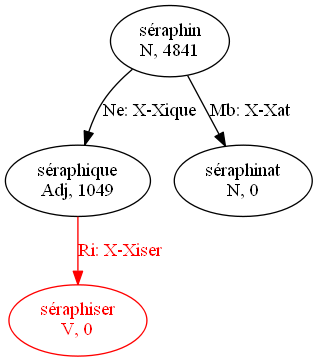 séraphin
N, 4841
Ne: X-Xique
Mb: X-Xat
séraphique
Adj, 1049
séraphinat
N, 0
Ri: X-Xiser
séraphiser
V, 0